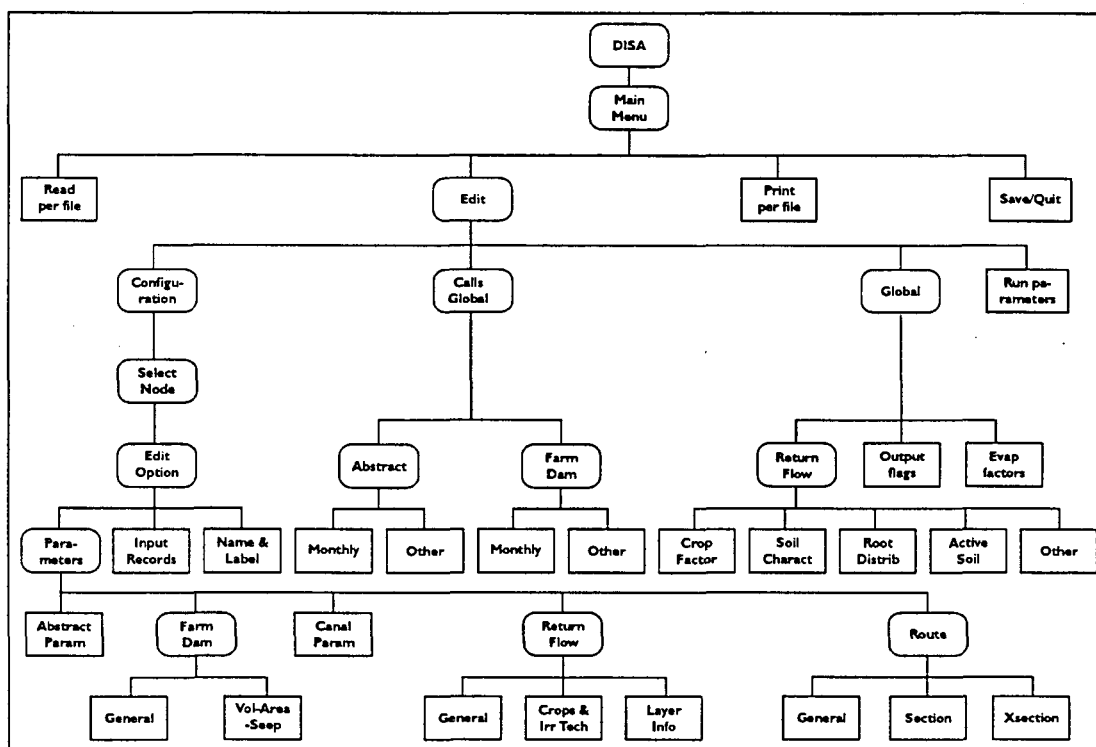 DISA
Main
Menu
Read
per file
Edit
Print
per file
Save/Quit
Configu-
ration
Calls
Global
Global
Run pa-
rameters
Select
Node
Edit
Option
Abstract
Farm
Dam
Return
Flow
Output
flags
Evap
factors
Para-
meters
Input
Records
Name &
Label
Monthly
Other
Monthly
Other
Crop
Factor
Soil
Charact
Root
Distrib
Active
Soil
Other
Abstract
Param
Farm
Dam
Canal
Param
Return
Flow
Route
General
Vol-Area
-Seep
General
Crops &
Irr Tech
Layer
Info
General
Section
Xsection